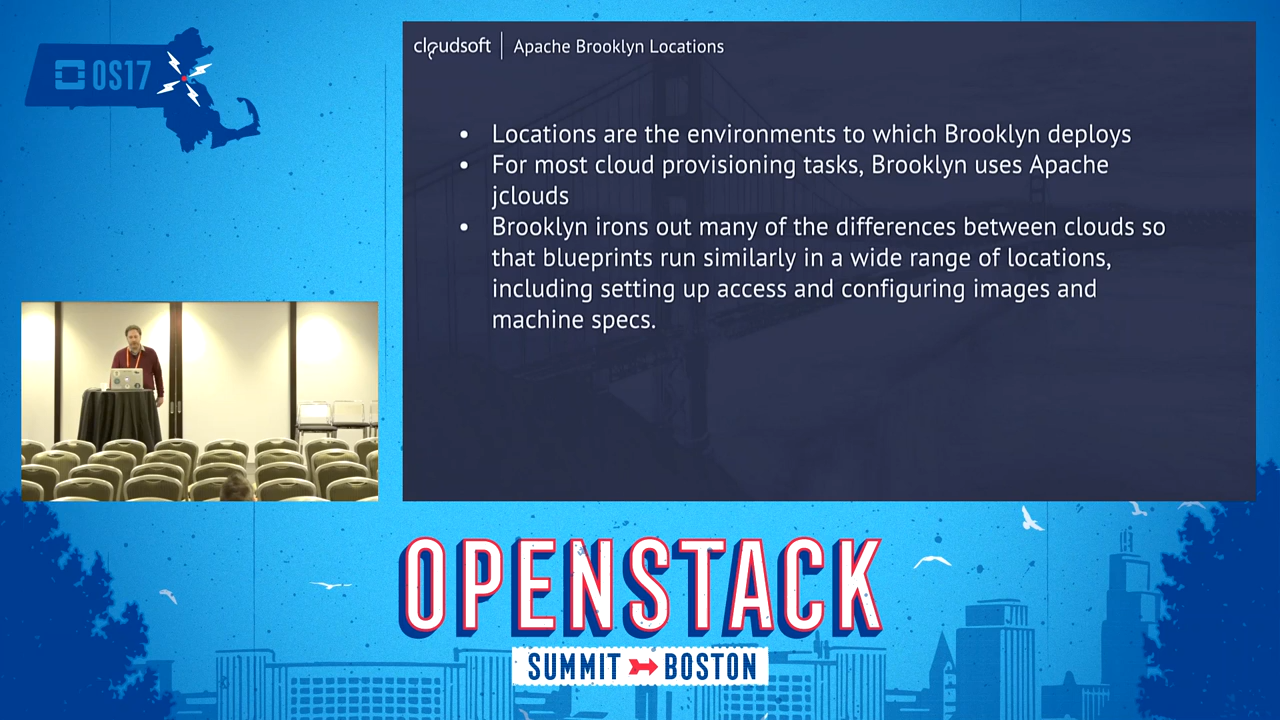 OS17
cloudsoft
Apache Brooklyn Locations
• Locations are the environments to which Brooklyn deploys
• For most cloud provisioning tasks, Brooklyn uses Apache
jclouds
• Brooklyn irons out many of the differences between clouds so
that blueprints run similarly in a wide range of locations,
including setting up access and configuring images and
machine specs.
OPENSTACK
SUMMIT BOSTON